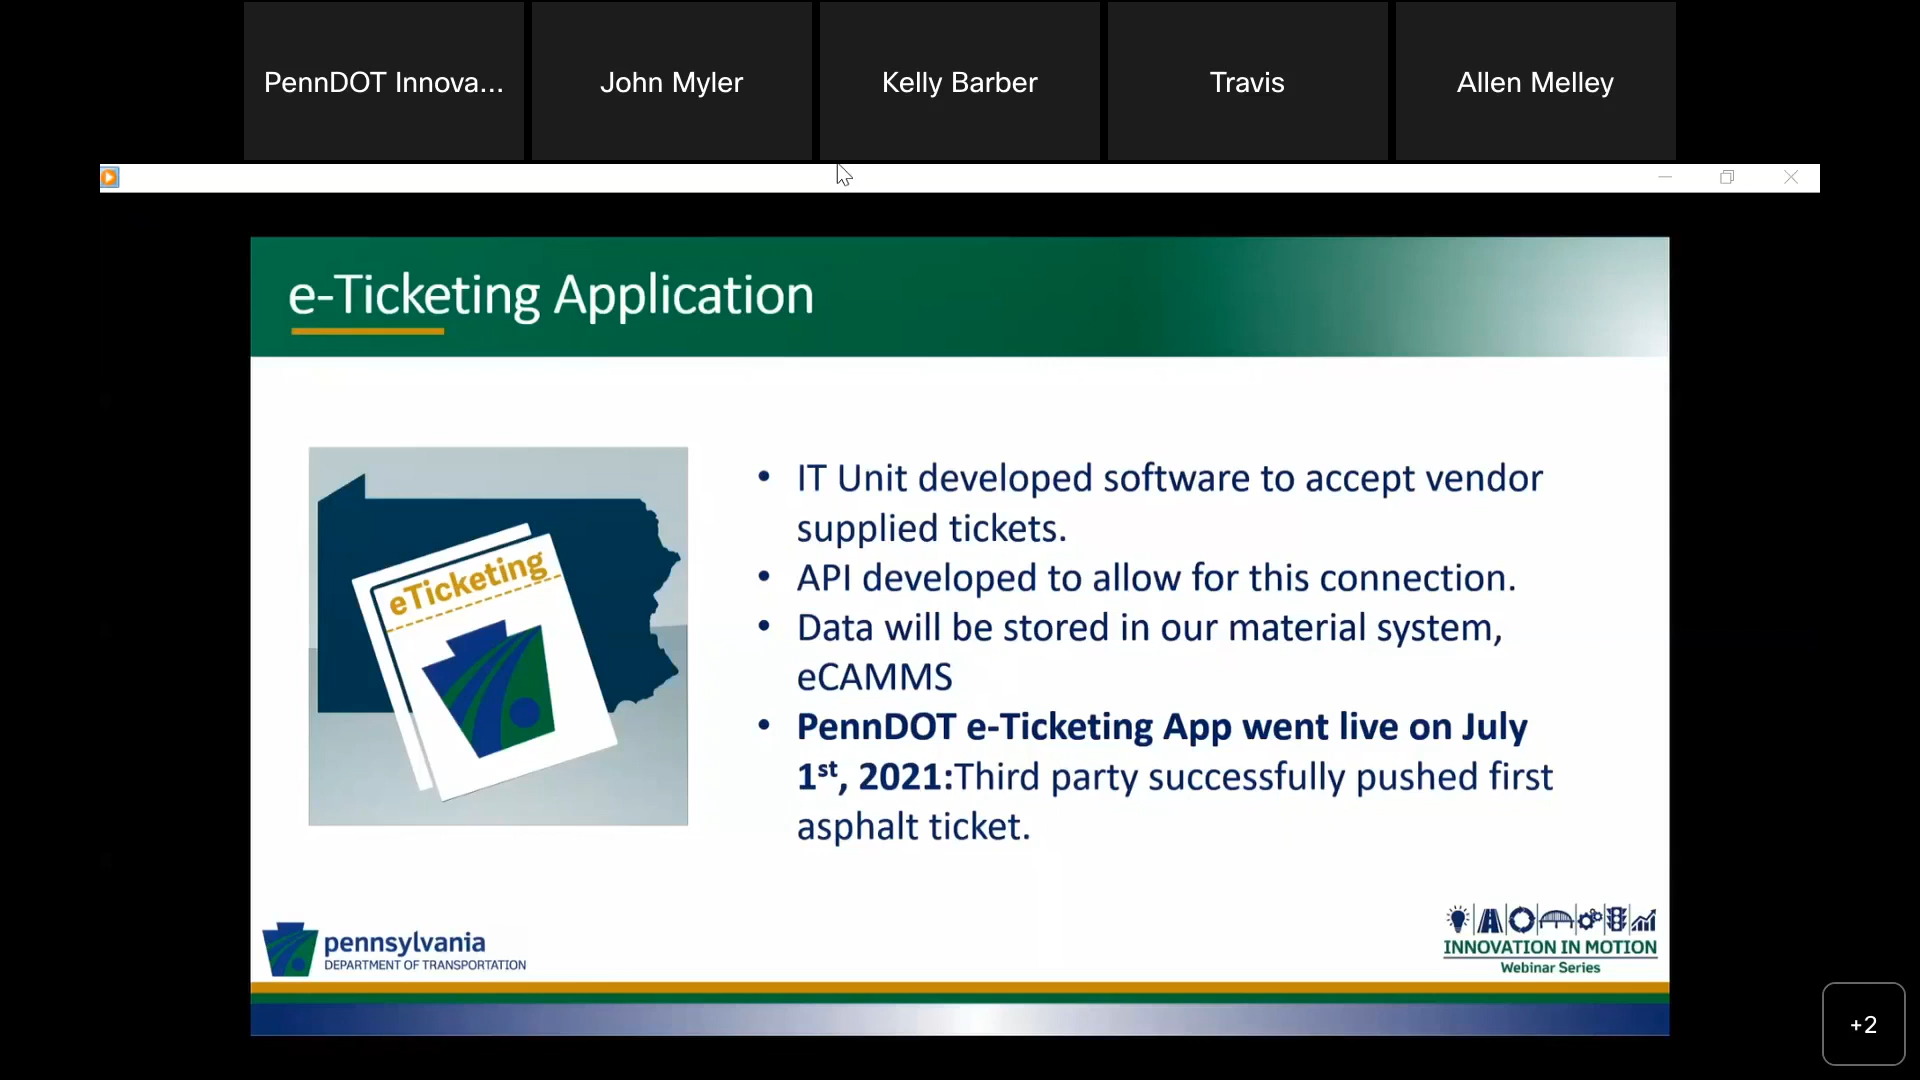 PennDOT Innova...
John Myler
Kelly Barber
Travis
Allen Melley
e-Ticketing Application
eTicketing
• IT Unit developed software to accept vendor
supplied tickets.
• API developed to allow for this connection.
• Data will be stored in our material system,
eCAMMS
• PennDOT e-Ticketing App went live on July
1st, 2021:Third party successfully pushed first
asphalt ticket.
pennsylvania
DEPARTMENT OF TRANSPORTATION
INNOVATION IN MOTION
Webinar Series
+2